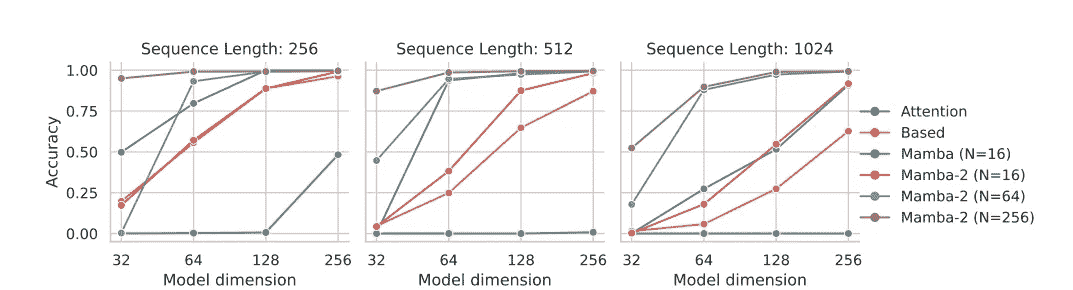 Sequence Length: 256 Sequence Length: 512 Sequence Length: 1024
Accuracy
1.00
0.75
0.50
0.25
0.00
32 64 128 256 32 64 128 256 32 64 128 256
Model dimension Model dimension Model dimension
Attention
Based
Mamba (N=16)
Mamba-2 (N=16)
Mamba-2 (N=64)
Mamba-2 (N=256)